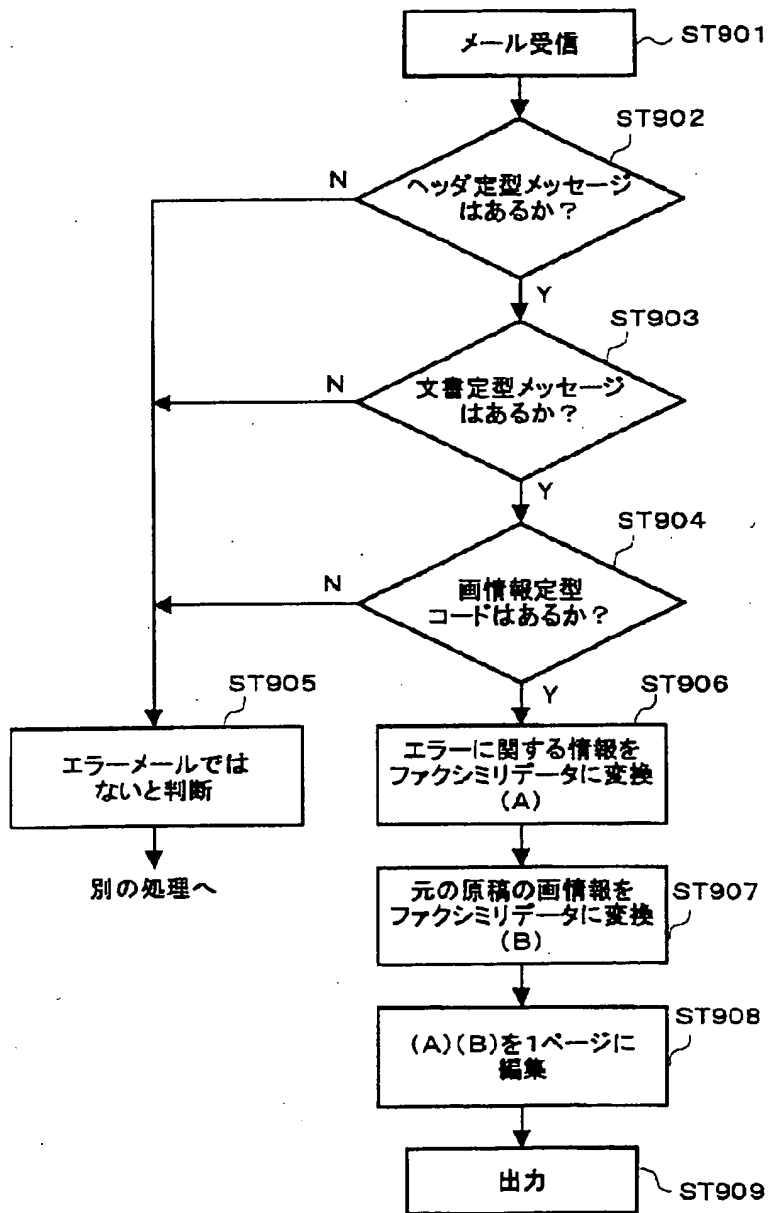 メール受信
ST901
ST902
N
ヘッダ定型メッセージ
はあるか?
Y
ST903
N
文書定型メッセージ
はあるか?
Y
ST904
N
画情報定型
コードはあるか?
Y
ST905
ST906
エラーメールでは
ないと判断
エラーに関する情報を
ファクシミリデータに変換
(A)
別の処理へ
元の原稿の画情報を
ファクシミリデータに変換
(B)
ST907
ST908
(A)(B)を1ページに
編集
出力
ST909